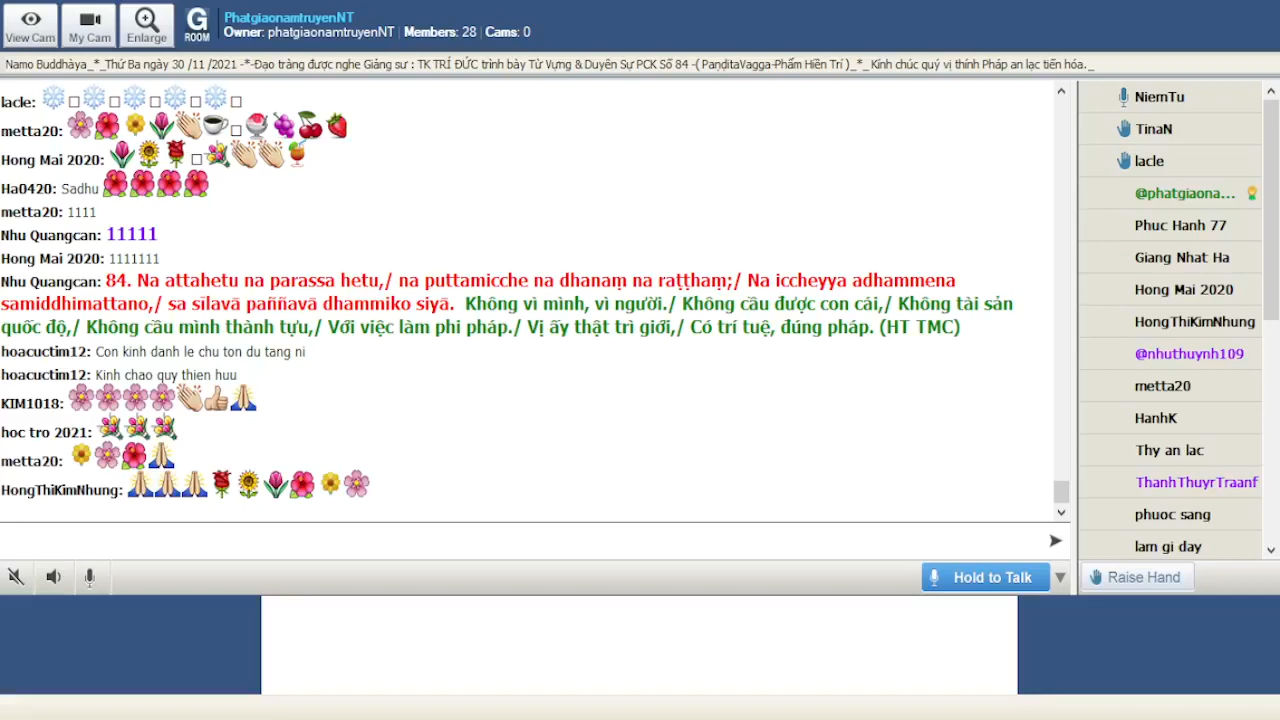 View Cam
My Cam
Enlarge
G
ROOM
PhatgiaonamtruyenNT
Owner: phatgiaonamtruyenNT | Members: 28 | Cams: 0
Namo Buddhàya_*_Thứ Ba ngày 30 /11 /2021 -*-Đạo tràng được nghe Giảng sư : TK TRÍ ĐỨC trình bày Từ Vựng & Duyên Sự PCK Số 84 -( PaṇḍitaVagga-Phẩm Hiền Trí )_*_ Kính chúc quý vị thính Pháp an lạc tiến hóa._
lacle:
metta20:
Hong Mai 2020:
Ha0420: Sadhu
metta20: 1111
Nhu Quangcan: 11111
Hong Mai 2020: 1111111
Nhu Quangcan: 84. Na attahetu na parassa hetu,/ na puttamicche na dhanaṃ na raṭṭhaṃ;/ Na iccheyya adhammena
samiddhimattano,/ sa sīlavā paññavā dhammiko siyā. Không vì mình, vì người./ Không cầu được con cái,/ Không tài sản
quốc độ,/ Không cầu mình thành tựu,/ Với việc làm phi pháp./ Vị ấy thật trì giới,/ Có trí tuệ, đúng pháp. (HT TMC)
hoacuctim12: Con kinh danh le chu ton du tang ni
hoacuctim12: Kinh chao quy thien huu
KIM1018:
hoc tro 2021:
metta20:
HongThiKimNhung:
Hold to Talk
NiemTu
TinaN
lacle
@phatgiaona...
Phuc Hanh 77
Giang Nhat Ha
Hong Mai 2020
HongThiKimNhung
@nhuthuynh109
metta20
HanhK
Thy an lac
ThanhThuyrTraanf
phuoc sang
lam gi day
Raise Hand